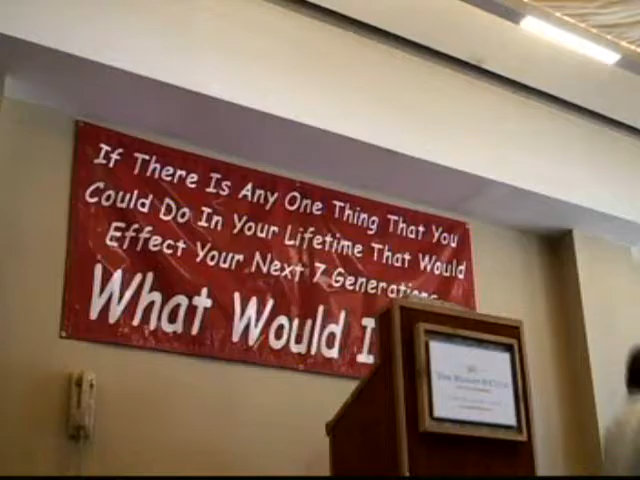 If There Is Any One Thing That You
Could Do In Your Lifetime That Would
Effect Your Next 7 Generations
What Would I